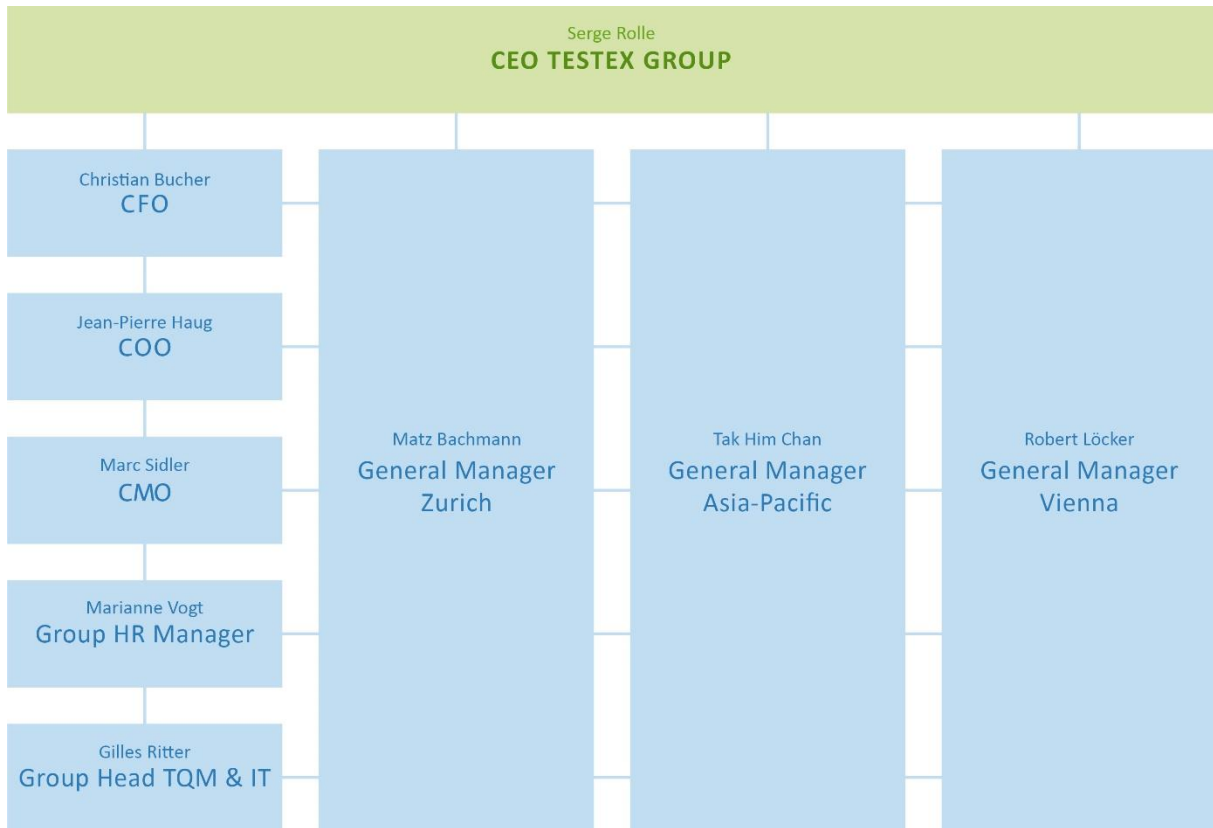 Serge Rolle
CEO TESTEX GROUP
Christian Bucher
CFO
Jean-Pierre Haug
COO
Marc Sidler
CMO
Marianne Vogt
Group HR Manager
Gilles Ritter
Group Head TQM & IT
Matz Bachmann
General Manager
Zurich
Tak Him Chan
General Manager
Asia-Pacific
Robert Löcker
General Manager
Vienna